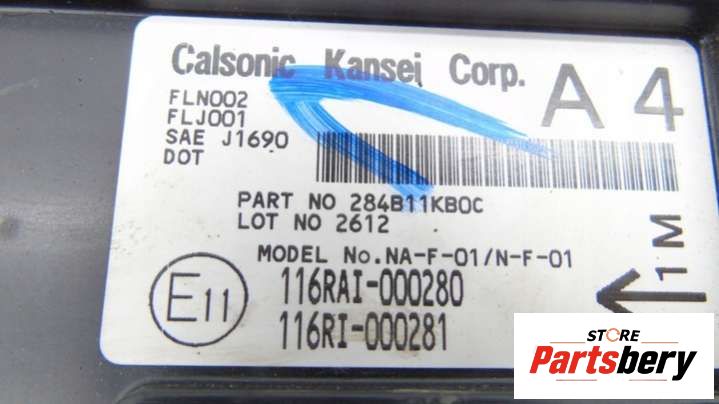 Calsonic Kansei Corp.
A 4
FLN002
FLJ001
SAE J1690
DOT
PART NO 284B11KB0C
LOT NO 2612
MODEL No.NA-F-01/N-F-01
E11
116RAI-000280
116RI-000281
1M
STORE
Partsbery